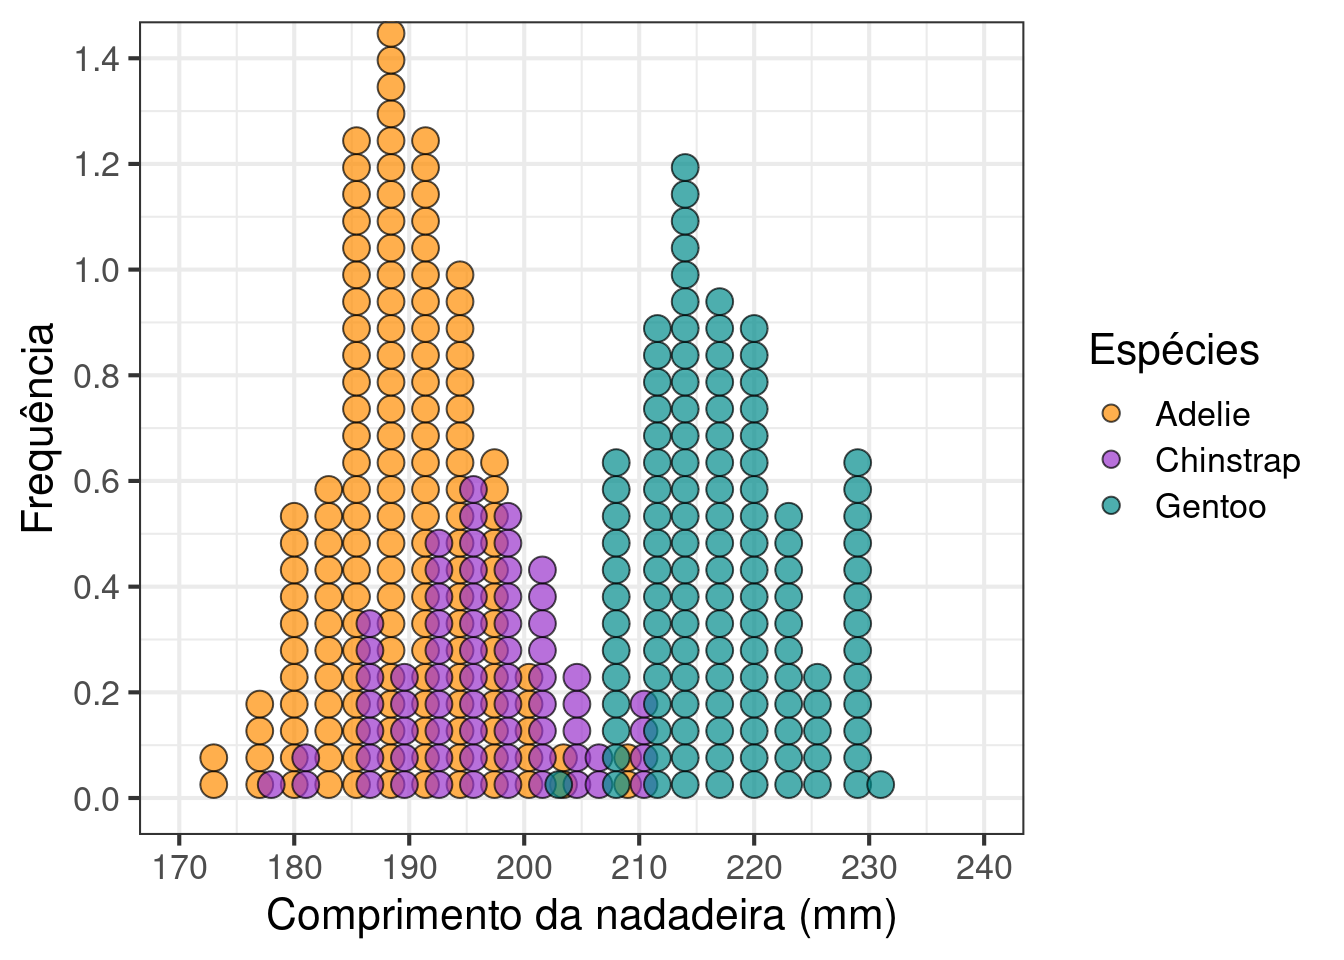 1.4
1.2
1.0
0.8
0.6
0.4
0.2
0.0
Frequência
170 180 190 200 210 220 230 240
Comprimento da nadadeira (mm)
Espécies
Adelie
Chinstrap
Gentoo